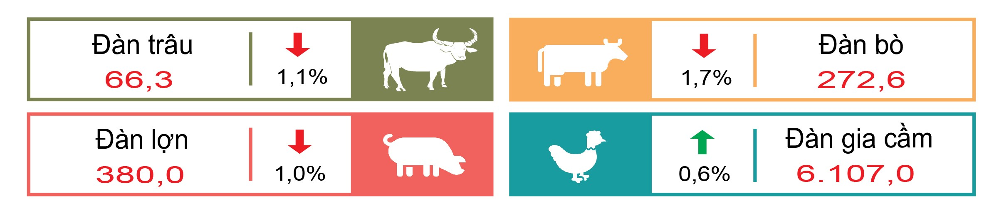 Đàn trâu
66,3
1,1%
1,7%
Đàn bò
272,6
Đàn lợn
380,0
1,0%
0,6%
Đàn gia cầm
6.107,0